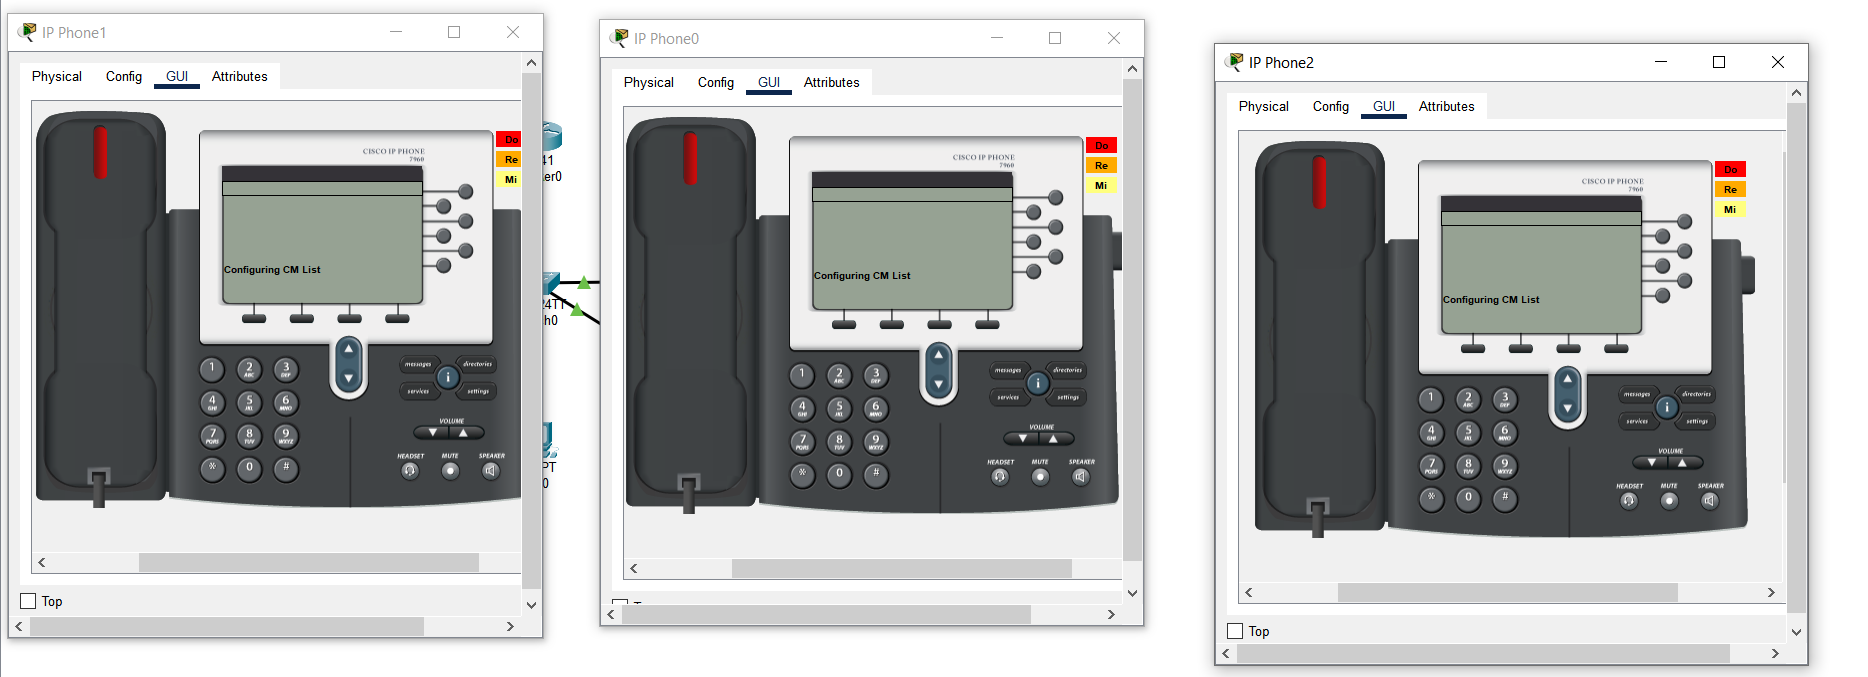 IP Phone1
Physical Config GUI Attributes
CISCO IP PHONE
7960
Do
Re
Mi
Configuring CM List
1 2 ABC 3 DEF
4 GHI 5 JKL 6 MNO
7 PQRS 8 TUV 9 WXYZ
* 0 #
messages directories
i
services settings
VOLUME
HEADSET MUTE SPEAKER
Top
41
er0
24TT
h0
PT
0
IP Phone0
Physical Config GUI Attributes
CISCO IP PHONE
7960
Do
Re
Mi
Configuring CM List
1 2 ABC 3 DEF
4 GHI 5 JKL 6 MNO
7 PQRS 8 TUV 9 WXYZ
* 0 #
messages directories
i
services settings
VOLUME
HEADSET MUTE SPEAKER
IP Phone2
Physical Config GUI Attributes
CISCO IP PHONE
7960
Do
Re
Mi
Configuring CM List
1 2 ABC 3 DEF
4 GHI 5 JKL 6 MNO
7 PQRS 8 TUV 9 WXYZ
* 0 #
messages directories
i
services settings
VOLUME
HEADSET MUTE SPEAKER
Top